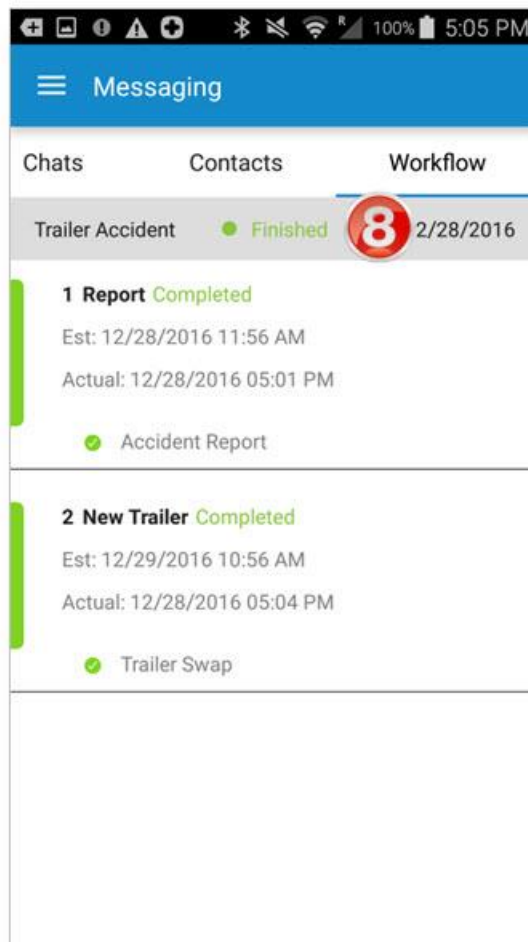 R 100% 5:05 PM
Messaging
Chats Contacts Workflow
Trailer Accident Finished 8 2/28/2016
1 Report Completed
Est: 12/28/2016 11:56 AM
Actual: 12/28/2016 05:01 PM
Accident Report
2 New Trailer Completed
Est: 12/29/2016 10:56 AM
Actual: 12/28/2016 05:04 PM
Trailer Swap